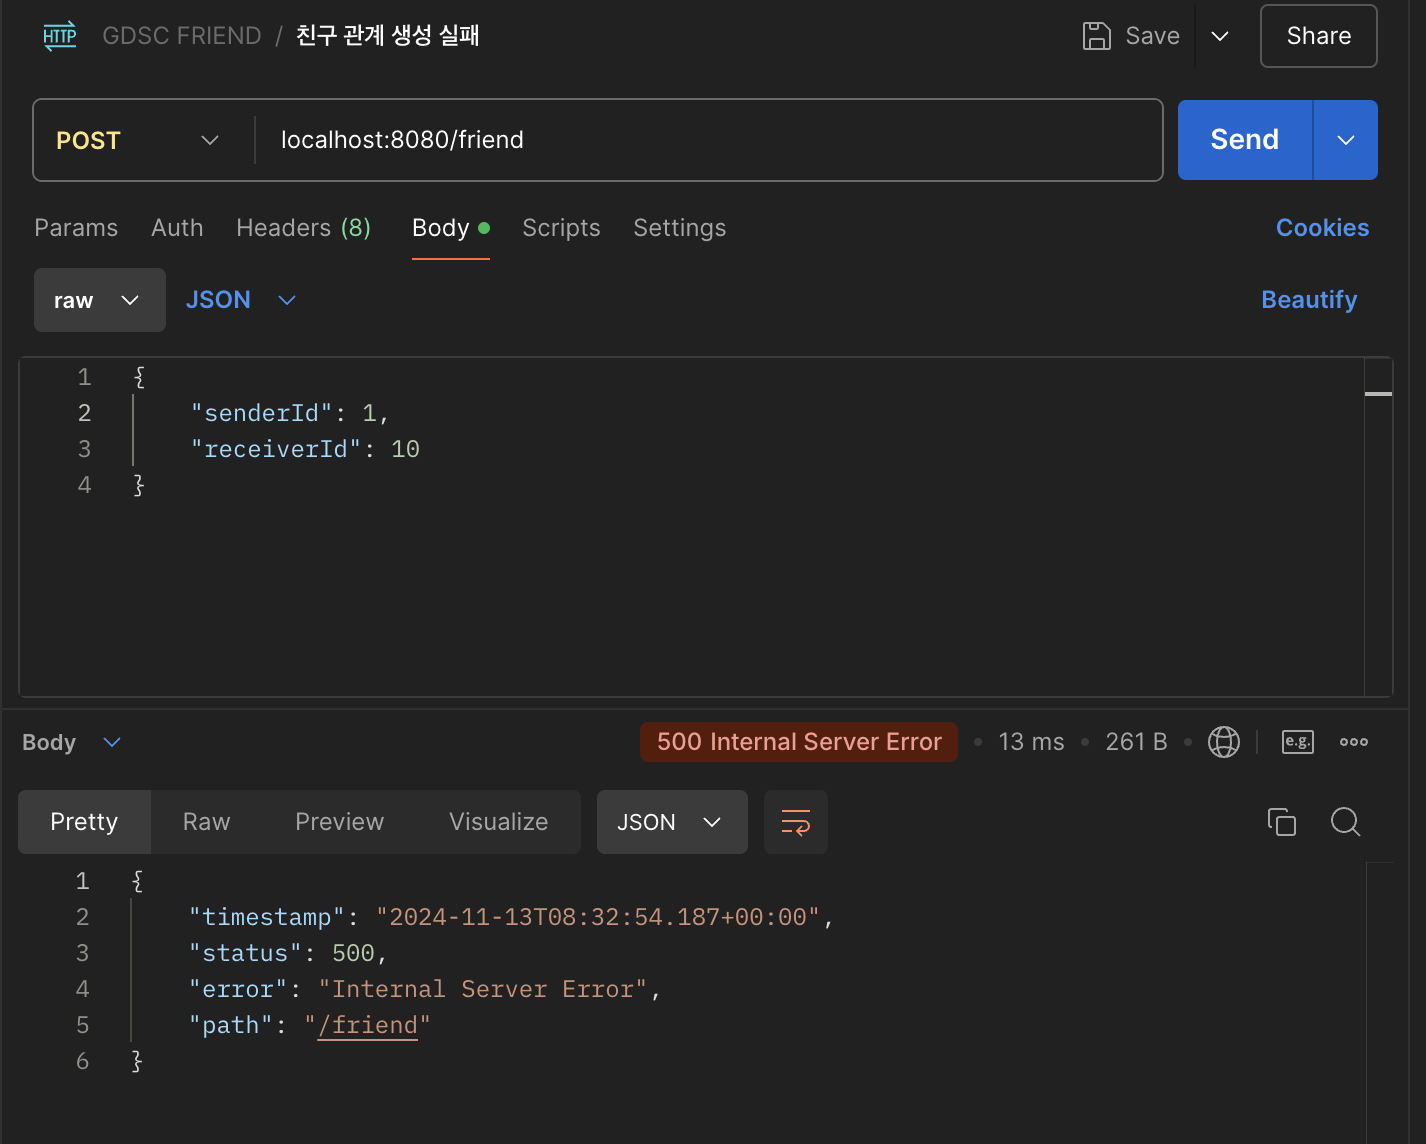 HTTP GDSC FRIEND / 친구 관계 생성 실패 Save Share
POST localhost:8080/friend Send
Params Auth Headers (8) Body Scripts Settings Cookies
raw JSON Beautify
1 {
2 "senderId": 1,
3 "receiverId": 10
4 }
Body 500 Internal Server Error 13 ms 261 B e.g.
Pretty Raw Preview Visualize JSON
1 {
2 "timestamp": "2024-11-13T08:32:54.187+00:00",
3 "status": 500,
4 "error": "Internal Server Error",
5 "path": "/friend"
6 }